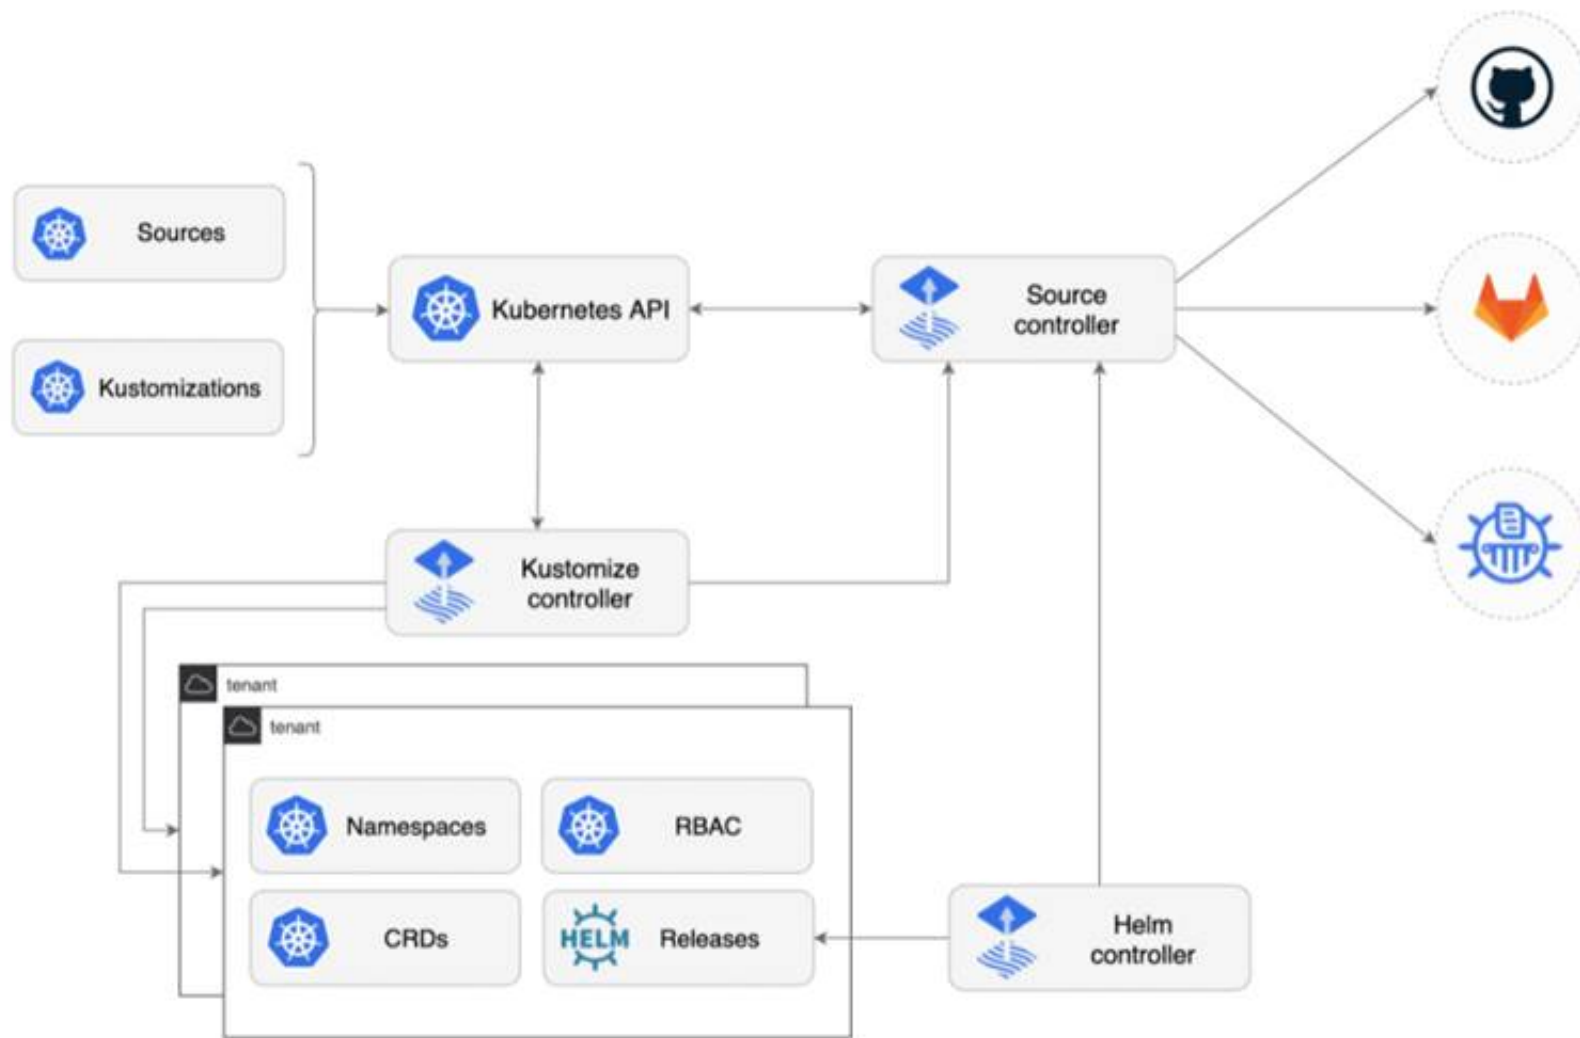 Sources
Kustomizations
Kubernetes API
Source
controller
Kustomize
controller
tenant
tenant
Namespaces
RBAC
CRDs
HELM
Releases
Helm
controller